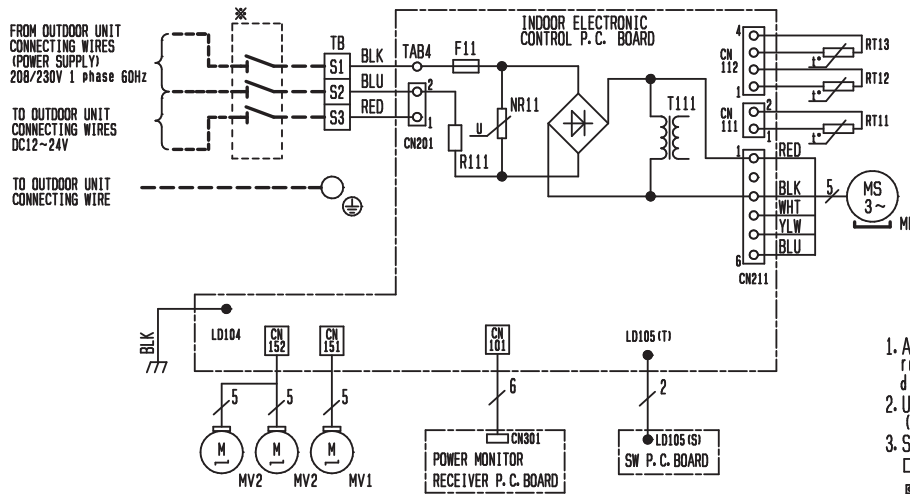 ※
FROM OUTDOOR UNIT
CONNECTING WIRES
(POWER SUPPLY)
208/230V 1 phase 60Hz
TO OUTDOOR UNIT
CONNECTING WIRES
DC12~24V
TO OUTDOOR UNIT
CONNECTING WIRE
TB
S1
S2
S3
BLK
BLU
RED
TAB4
2
1
CN201
F11
R111
NR11
U
INDOOR ELECTRONIC
CONTROL P.C. BOARD
T111
4
CN
112
1
t°
RT13
t°
RT12
2
CN
111
1
t°
RT11
1
RED
BLK
WHT
YLW
BLU
6
CN211
5
MS
3~
BLK
LD104
CN
152
CN
151
5
5
5
M
M
M
MV2
MV2
MV1
CN
101
6
CN301
POWER MONITOR
RECEIVER P.C.BOARD
LD105(T)
2
LD105(S)
SW P.C.BOARD
1. A
r
d
2. U
(
3. S